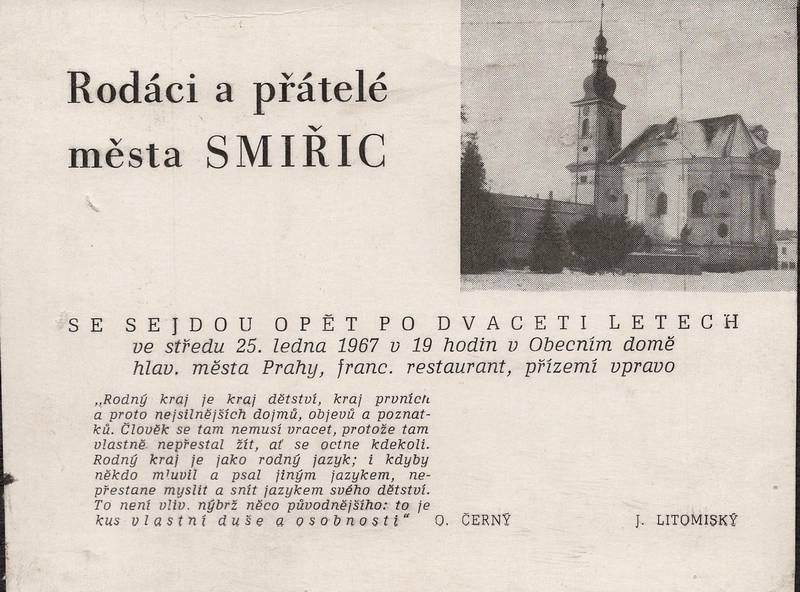 Rodáci a přátelé
města SMIŘIC
SE SEJDOU OPĚT PO DVACETI LETECH
ve středu 25. ledna 1967 v 19 hodin v Obecním domě
hlav. města Prahy, franc. restaurant, přízemí vpravo
„Rodný kraj je kraj dětství, kraj prvních
a proto nejsilnějších dojmů, objevů a poznat-
ků. Člověk se tam nemusí vracet, protože tam
vlastně nepřestal žít, ať se octne kdekoli.
Rodný kraj je jako rodný jazyk; i kdyby
někdo mluvil a psal jiným jazykem, ne-
přestane myslit a snít jazykem svého dětství.
To není vliv. nýbrž něco původnějšího: to je
kus vlastní duše a osobnosti“ O. ČERNÝ J. LITOMISKÝ